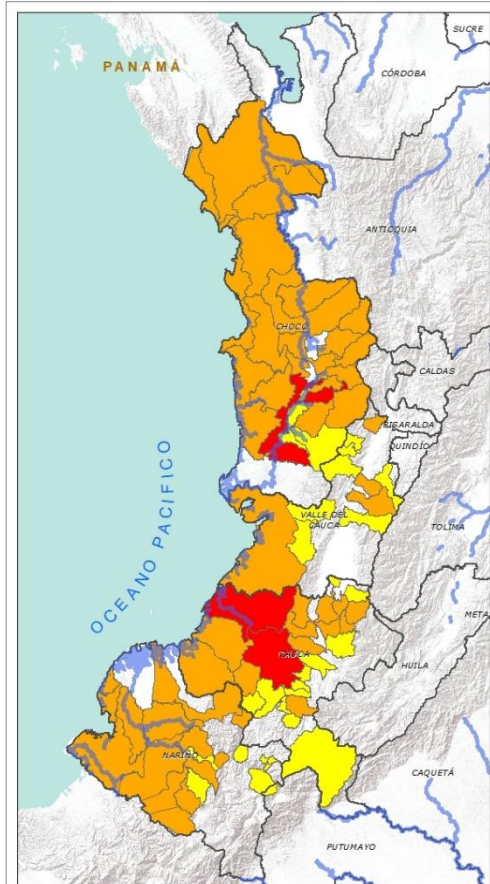 SUCRE
PANAMÁ
CÓRDOBA
ANTIOQUIA
CHOCÓ
CALDAS
RISARALDA
QUINDÍO
OCEANO PACIFICO
VALLE DEL
CAUCA
TOLIMA
META
CAUCA
HUILA
NARIÑO
CAQUETÁ
PUTUMAYO